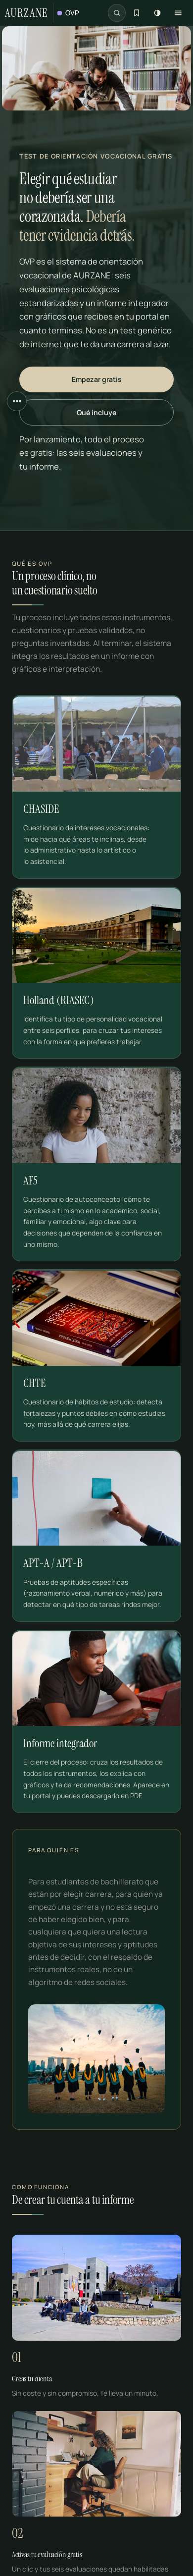 AURZANE OVP
TEST DE ORIENTACIÓN VOCACIONAL GRATIS
Elegir qué estudiar
no debería ser una
corazonada. Debería
tener evidencia detrás.
OVP es el sistema de orientación
vocacional de AURZANE: seis
evaluaciones psicológicas
estandarizadas y un informe integrador
con gráficos que recibes en tu portal en
cuanto terminas. No es un test genérico
de internet que te da una carrera al azar.
Empezar gratis
Qué incluye
Por lanzamiento, todo el proceso
es gratis: las seis evaluaciones y
tu informe.
QUÉ ES OVP
Un proceso clínico, no
un cuestionario suelto
Tu proceso incluye todos estos instrumentos,
cuestionarios y pruebas validados, no
preguntas inventadas. Al terminar, el sistema
integra los resultados en un informe con
gráficos e interpretación.
CHASIDE
Cuestionario de intereses vocacionales:
mide hacia qué áreas te inclinas, desde
lo administrativo hasta lo artístico o
lo asistencial.
Holland (RIASEC)
Identifica tu tipo de personalidad vocacional
entre seis perfiles, para cruzar tus intereses
con la forma en que prefieres trabajar.
AF5
Cuestionario de autoconcepto: cómo te
percibes a ti mismo en lo académico, social,
familiar y emocional, algo clave para
decisiones que dependen de la confianza en
uno mismo.
CHTE
Cuestionario de hábitos de estudio: detecta
fortalezas y puntos débiles en cómo estudias
hoy, más allá de qué carrera elijas.
APT-A / APT-B
Pruebas de aptitudes específicas
(razonamiento verbal, numérico y más) para
detectar en qué tipo de tareas rindes mejor.
Informe integrador
El cierre del proceso: cruza los resultados de
todos los instrumentos, los explica con
gráficos y te da recomendaciones. Aparece en
tu portal y puedes descargarlo en PDF.
PARA QUIÉN ES
Para estudiantes de bachillerato que
están por elegir carrera, para quien ya
empezó una carrera y no está seguro
de haber elegido bien, y para
cualquiera que quiera una lectura
objetiva de sus intereses y aptitudes
antes de decidir, con el respaldo de
instrumentos reales, no de un
algoritmo de redes sociales.
CÓMO FUNCIONA
De crear tu cuenta a tu informe
01
Creas tu cuenta
Sin coste y sin compromiso. Te lleva un minuto.
02
Activas tu evaluación gratis
Un clic y tus seis evaluaciones quedan habilitadas